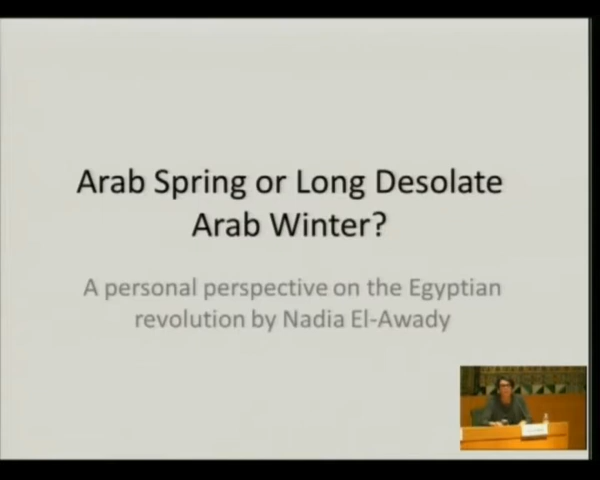 Arab Spring or Long Desolate
Arab Winter?
A personal perspective on the Egyptian
revolution by Nadia El-Awady